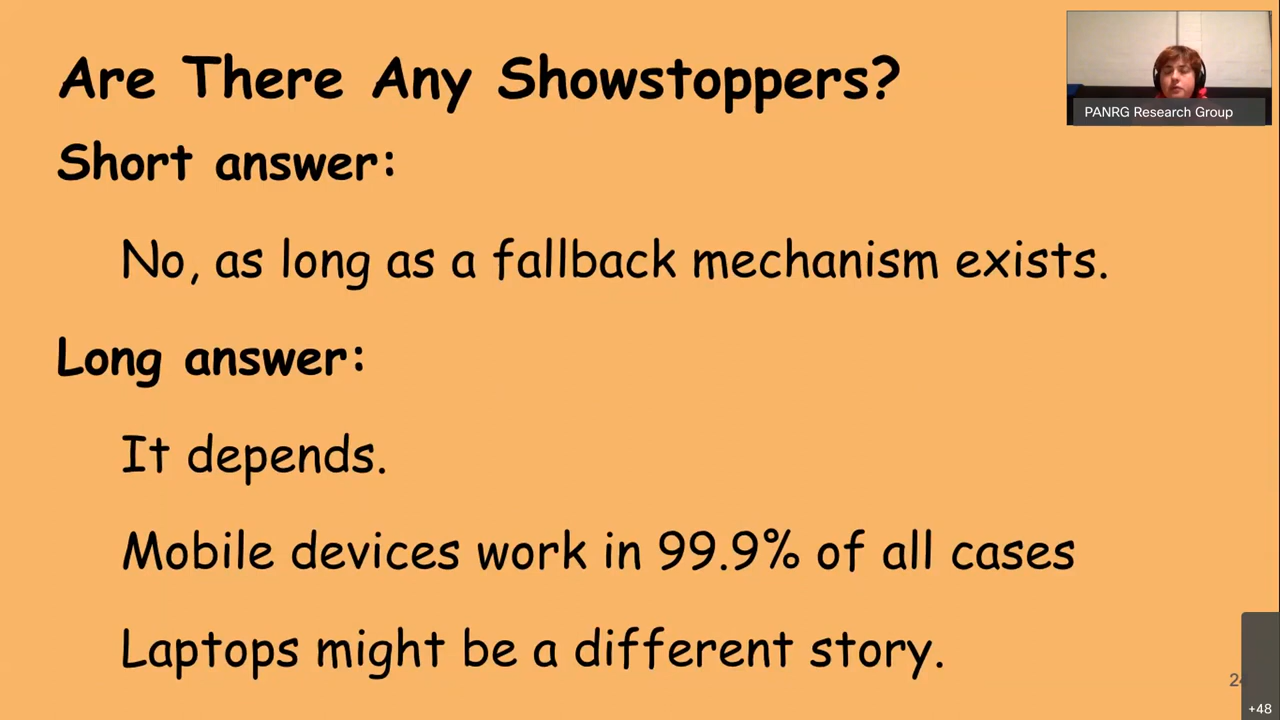 Are There Any Showstoppers?
PANRG Research Group
Short answer:
No, as long as a fallback mechanism exists.
Long answer:
It depends.
Mobile devices work in 99.9% of all cases
Laptops might be a different story.
+48